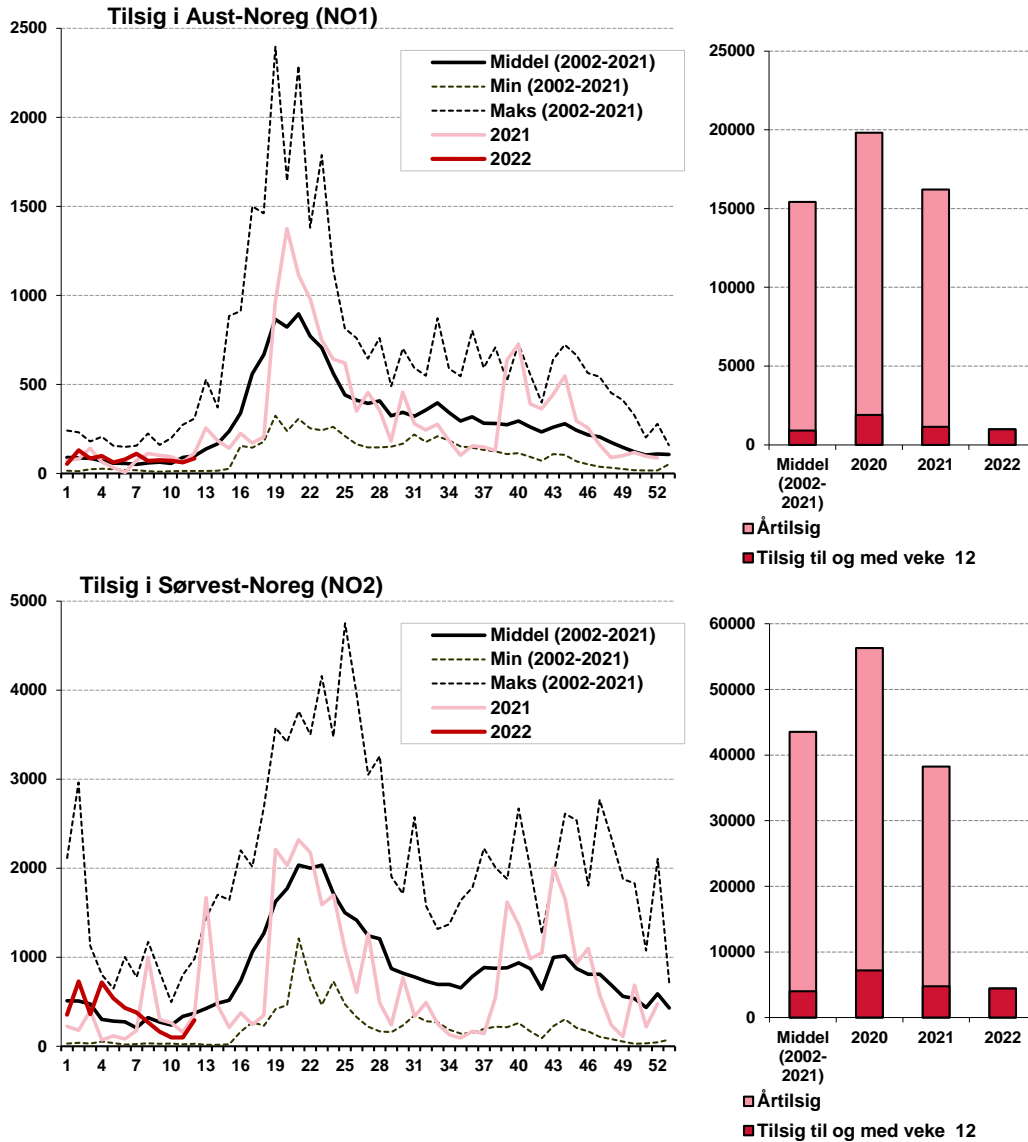 Tilsig i Aust-Noreg (NO1)
2500
2000
1500
1000
500
0
1 4 7 10 13 16 19 22 25 28 31 34 37 40 43 46 49 52
Middel (2002-2021)
Min (2002-2021)
Maks (2002-2021)
2021
2022
25000
20000
15000
10000
5000
0
Middel 2020 2021 2022
(2002-
2021)
Årtilsig
Tilsig til og med veke 12
Tilsig i Sørvest-Noreg (NO2)
5000
4000
3000
2000
1000
0
1 4 7 11 13 16 19 22 25 28 31 34 37 40 43 46 49 52
Middel (2002-2021)
Min (2002-2021)
Maks (2002-2021)
2021
2022
60000
50000
40000
30000
20000
10000
0
Middel 2020 2021 2022
(2002-
2021)
Årtilsig
Tilsig til og med veke 12